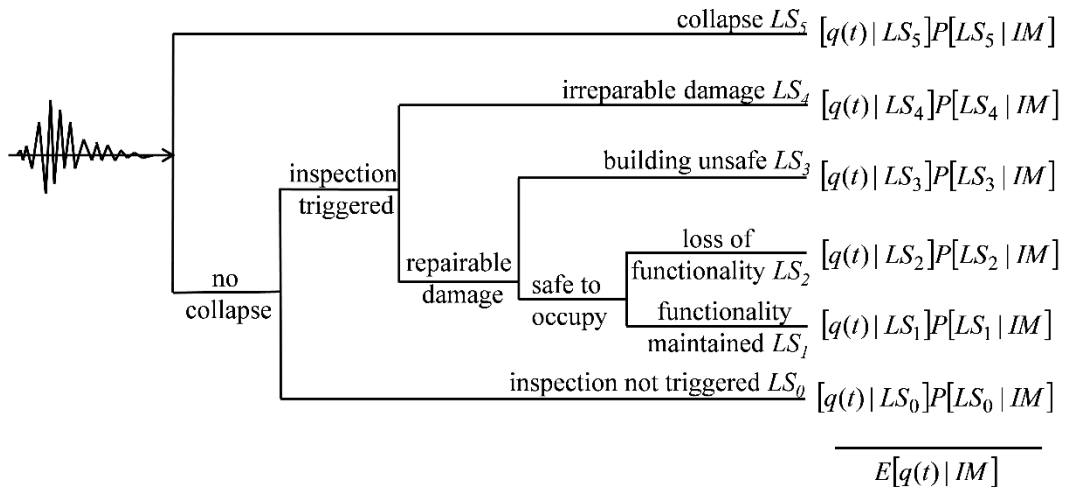 collapse LS₅ [q(t) | LS₅]P[LS₅ | IM]
irreparable damage LS₄ [q(t) | LS₄]P[LS₄ | IM]
building unsafe LS₃ [q(t) | LS₃]P[LS₃ | IM]
inspection
triggered
loss of
functionality LS₂ [q(t) | LS₂]P[LS₂ | IM]
repairable
damage
safe to
occupy
no
collapse
functionality
maintained LS₁ [q(t) | LS₁]P[LS₁ | IM]
inspection not triggered LS₀ [q(t) | LS₀]P[LS₀ | IM]
E[q(t) | IM]